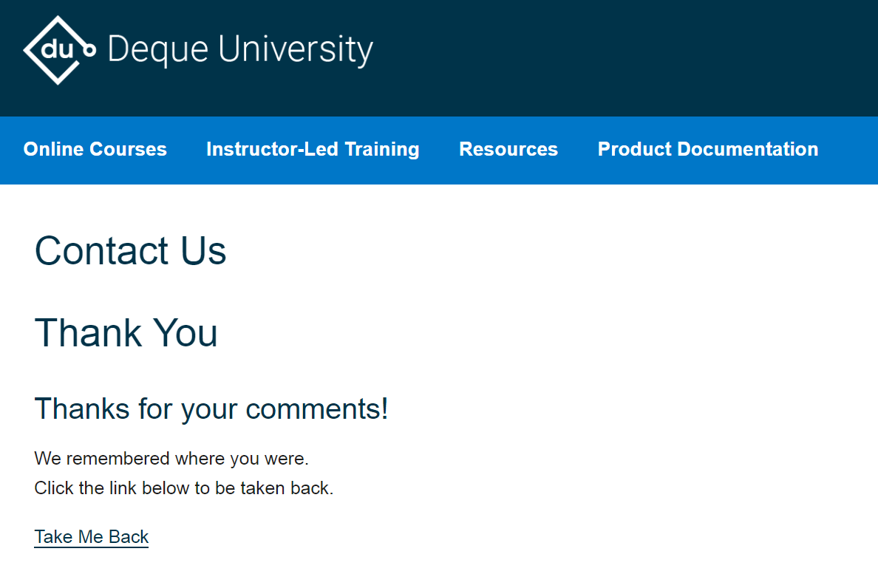 du Deque University
Online Courses Instructor-Led Training Resources Product Documentation
Contact Us
Thank You
Thanks for your comments!
We remembered where you were.
Click the link below to be taken back.
Take Me Back